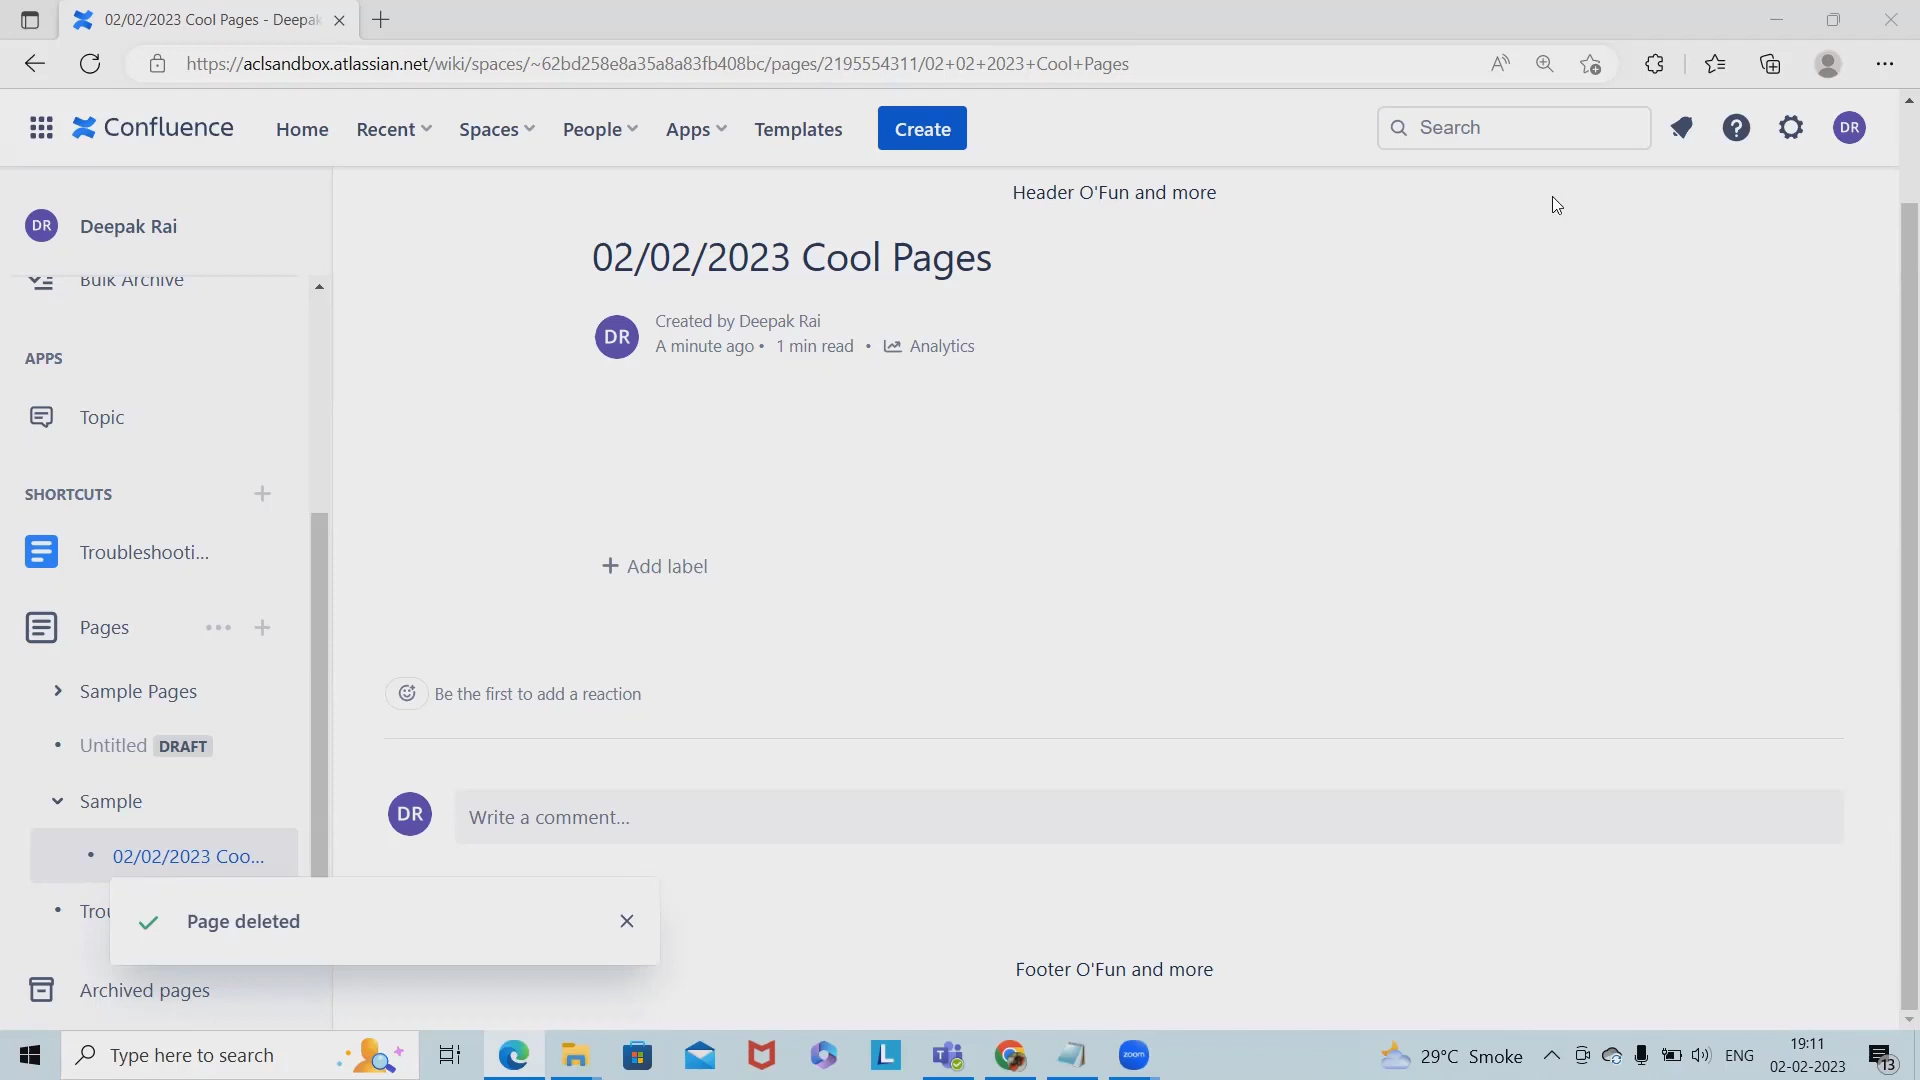 02/02/2023 Cool Pages - Deepak
https://aclsandbox.atlassian.net/wiki/spaces/~62bd258e8a35a8a83fb408bc/pages/2195554311/02+02+2023+Cool+Pages
Confluence
Home
Recent
Spaces
People
Apps
Templates
Create
Search
DR
DR
Deepak Rai
Bulk Archive
APPS
Topic
SHORTCUTS
Troubleshooti...
Pages
Sample Pages
Untitled DRAFT
Sample
02/02/2023 Coo...
Trou
Archived pages
Header O'Fun and more
02/02/2023 Cool Pages
DR
Created by Deepak Rai
A minute ago • 1 min read • Analytics
Add label
Be the first to add a reaction
DR
Write a comment...
Page deleted
Footer O'Fun and more
Type here to search
L
T
zoom
29°C Smoke
ENG
19:11
02-02-2023
13